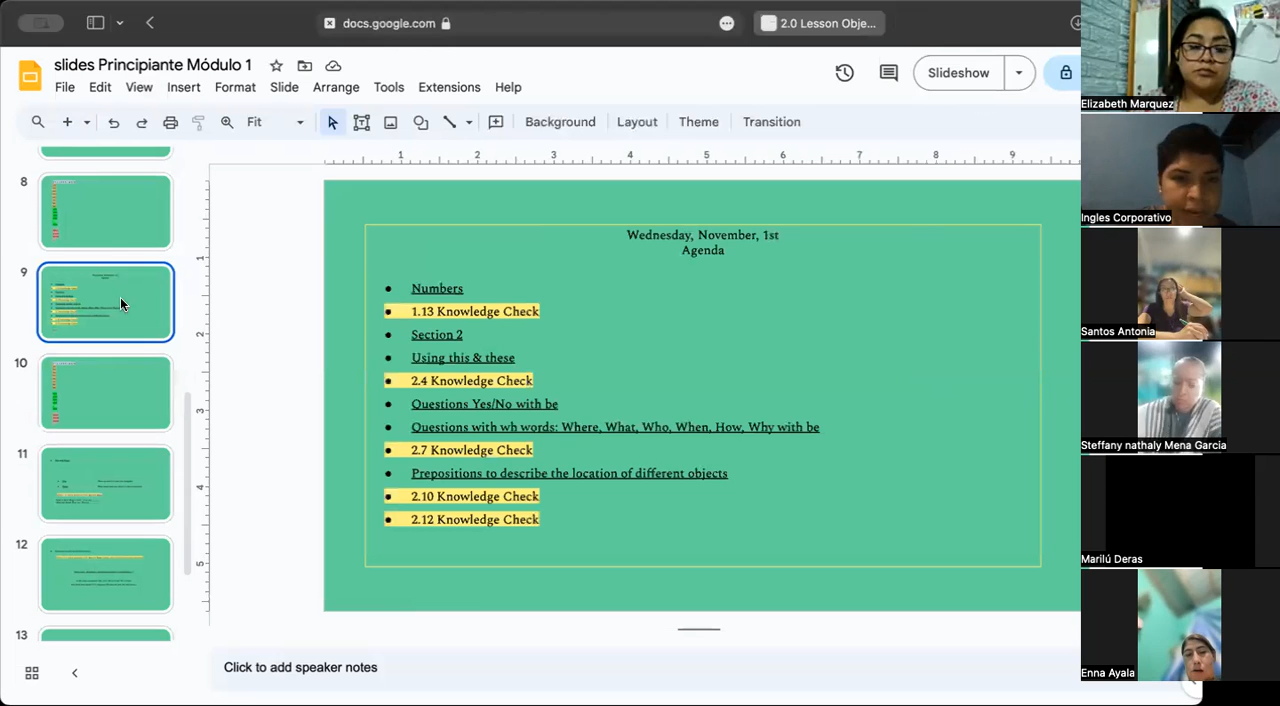 docs.google.com
2.0 Lesson Obje...
slides Principiante Módulo 1
File Edit View Insert Format Slide Arrange Tools Extensions Help
Slideshow
Fit
Background Layout Theme Transition
1 2 3 4 5 6 7 8 9
1
2
3
4
5
8
9
10
11
12
13
Wednesday, November, 1st
Agenda
● Numbers
● 1.13 Knowledge Check
● Section 2
● Using this & these
● 2.4 Knowledge Check
● Questions Yes/No with be
● Questions with wh words: Where, What, Who, When, How, Why with be
● 2.7 Knowledge Check
● Prepositions to describe the location of different objects
● 2.10 Knowledge Check
● 2.12 Knowledge Check
Click to add speaker notes
Elizabeth Marquez
Ingles Corporativo
Santos Antonia
Steffany nathaly Mena Garcia
Marilú Deras
Enna Ayala